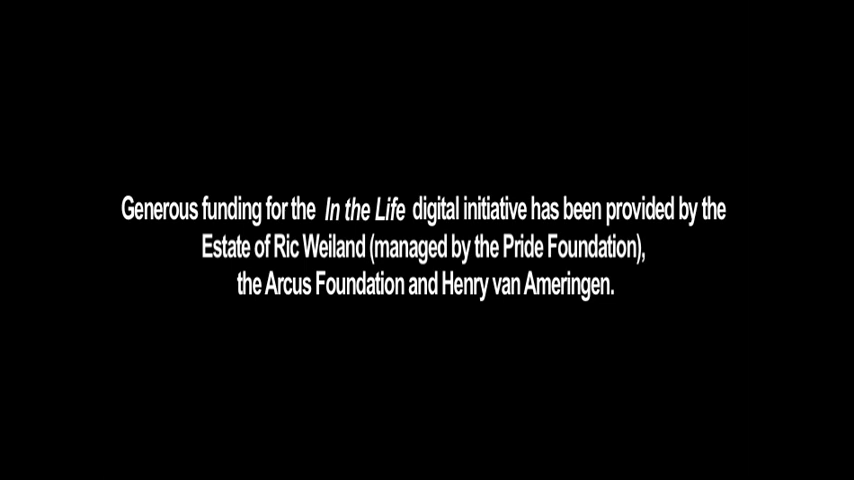 Generous funding for the In the Life digital initiative has been provided by the
Estate of Ric Weiland (managed by the Pride Foundation),
the Arcus Foundation and Henry van Ameringen.